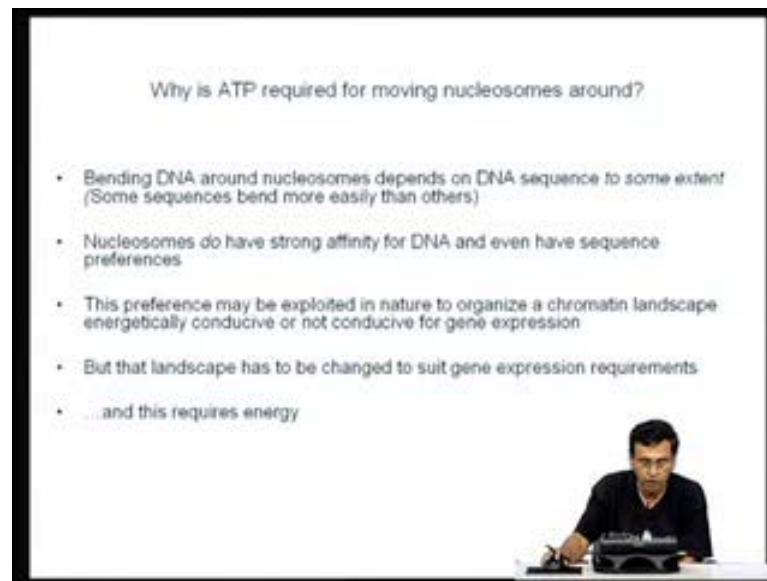 Why is ATP required for moving nucleosomes around?
• Bending DNA around nucleosomes depends on DNA sequence to some extent
(Some sequences bend more easily than others)
• Nucleosomes do have strong affinity for DNA and even have sequence
preferences
• This preference may be exploited in nature to organize a chromatin landscape
energetically conducive or not conducive for gene expression
• But that landscape has to be changed to suit gene expression requirements
• ...and this requires energy